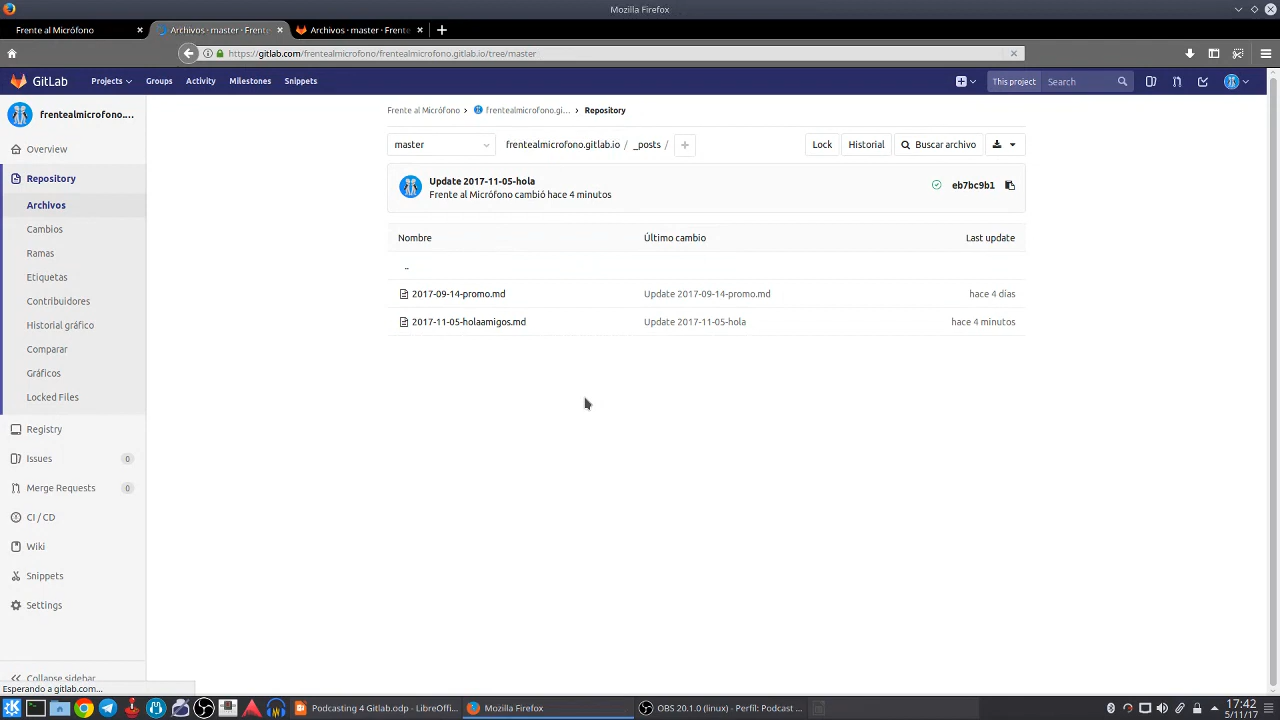 Mozilla Firefox
Frente al Micrófono
Archivos · master · Frente
Archivos · master · Frente
https://gitlab.com/frentealmicrofono/frentealmicrofono.gitlab.io/tree/master
GitLab
Projects
Groups
Activity
Milestones
Snippets
This project
Search
frentealmicrofono....
Overview
Repository
Archivos
Cambios
Ramas
Etiquetas
Contribuidores
Historial gráfico
Comparar
Gráficos
Locked Files
Registry
Issues 0
Merge Requests 0
CI / CD
Wiki
Snippets
Settings
Collapse sidebar
Esperando a gitlab.com...
Frente al Micrófono > frentealmicrofono.gi... > Repository
master
frentealmicrofono.gitlab.io / _posts / +
Lock
Historial
Buscar archivo
Update 2017-11-05-hola
Frente al Micrófono cambió hace 4 minutos
eb7bc9b1
Nombre Último cambio Last update
..
2017-09-14-promo.md Update 2017-09-14-promo.md hace 4 días
2017-11-05-holaamigos.md Update 2017-11-05-hola hace 4 minutos
Podcasting 4 Gitlab.odp - LibreOffi...
Mozilla Firefox
OBS 20.1.0 (linux) - Perfil: Podcast ...
17:42
5/11/17